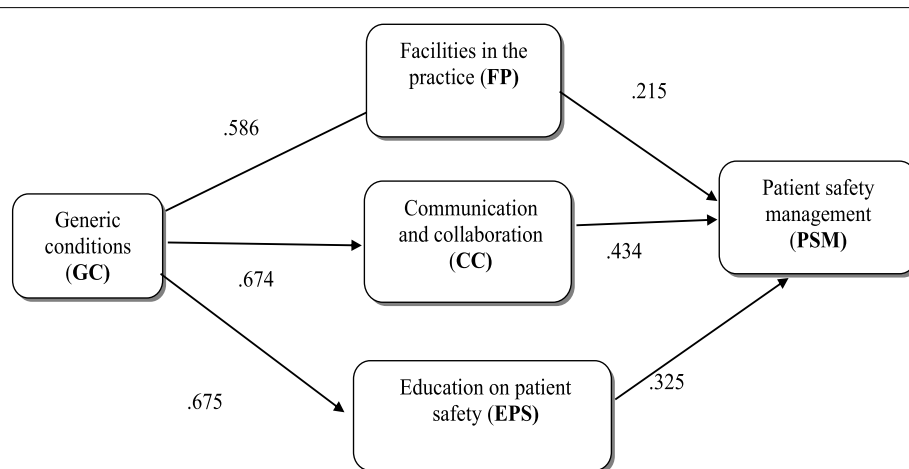 Facilities in the
practice (FP)
.586
.215
Generic
conditions
(GC)
Communication
and collaboration
(CC)
Patient safety
management
(PSM)
.674
.434
.675
Education on patient
safety (EPS)
.325